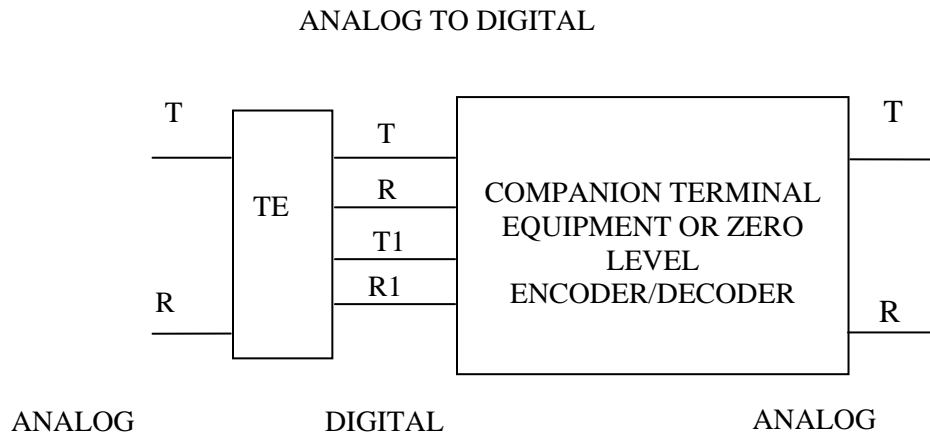 ANALOG TO DIGITAL
T
T
T
R
TE
COMPANION TERMINAL
EQUIPMENT OR ZERO
LEVEL
ENCODER/DECODER
T1
R1
R
R
ANALOG
DIGITAL
ANALOG